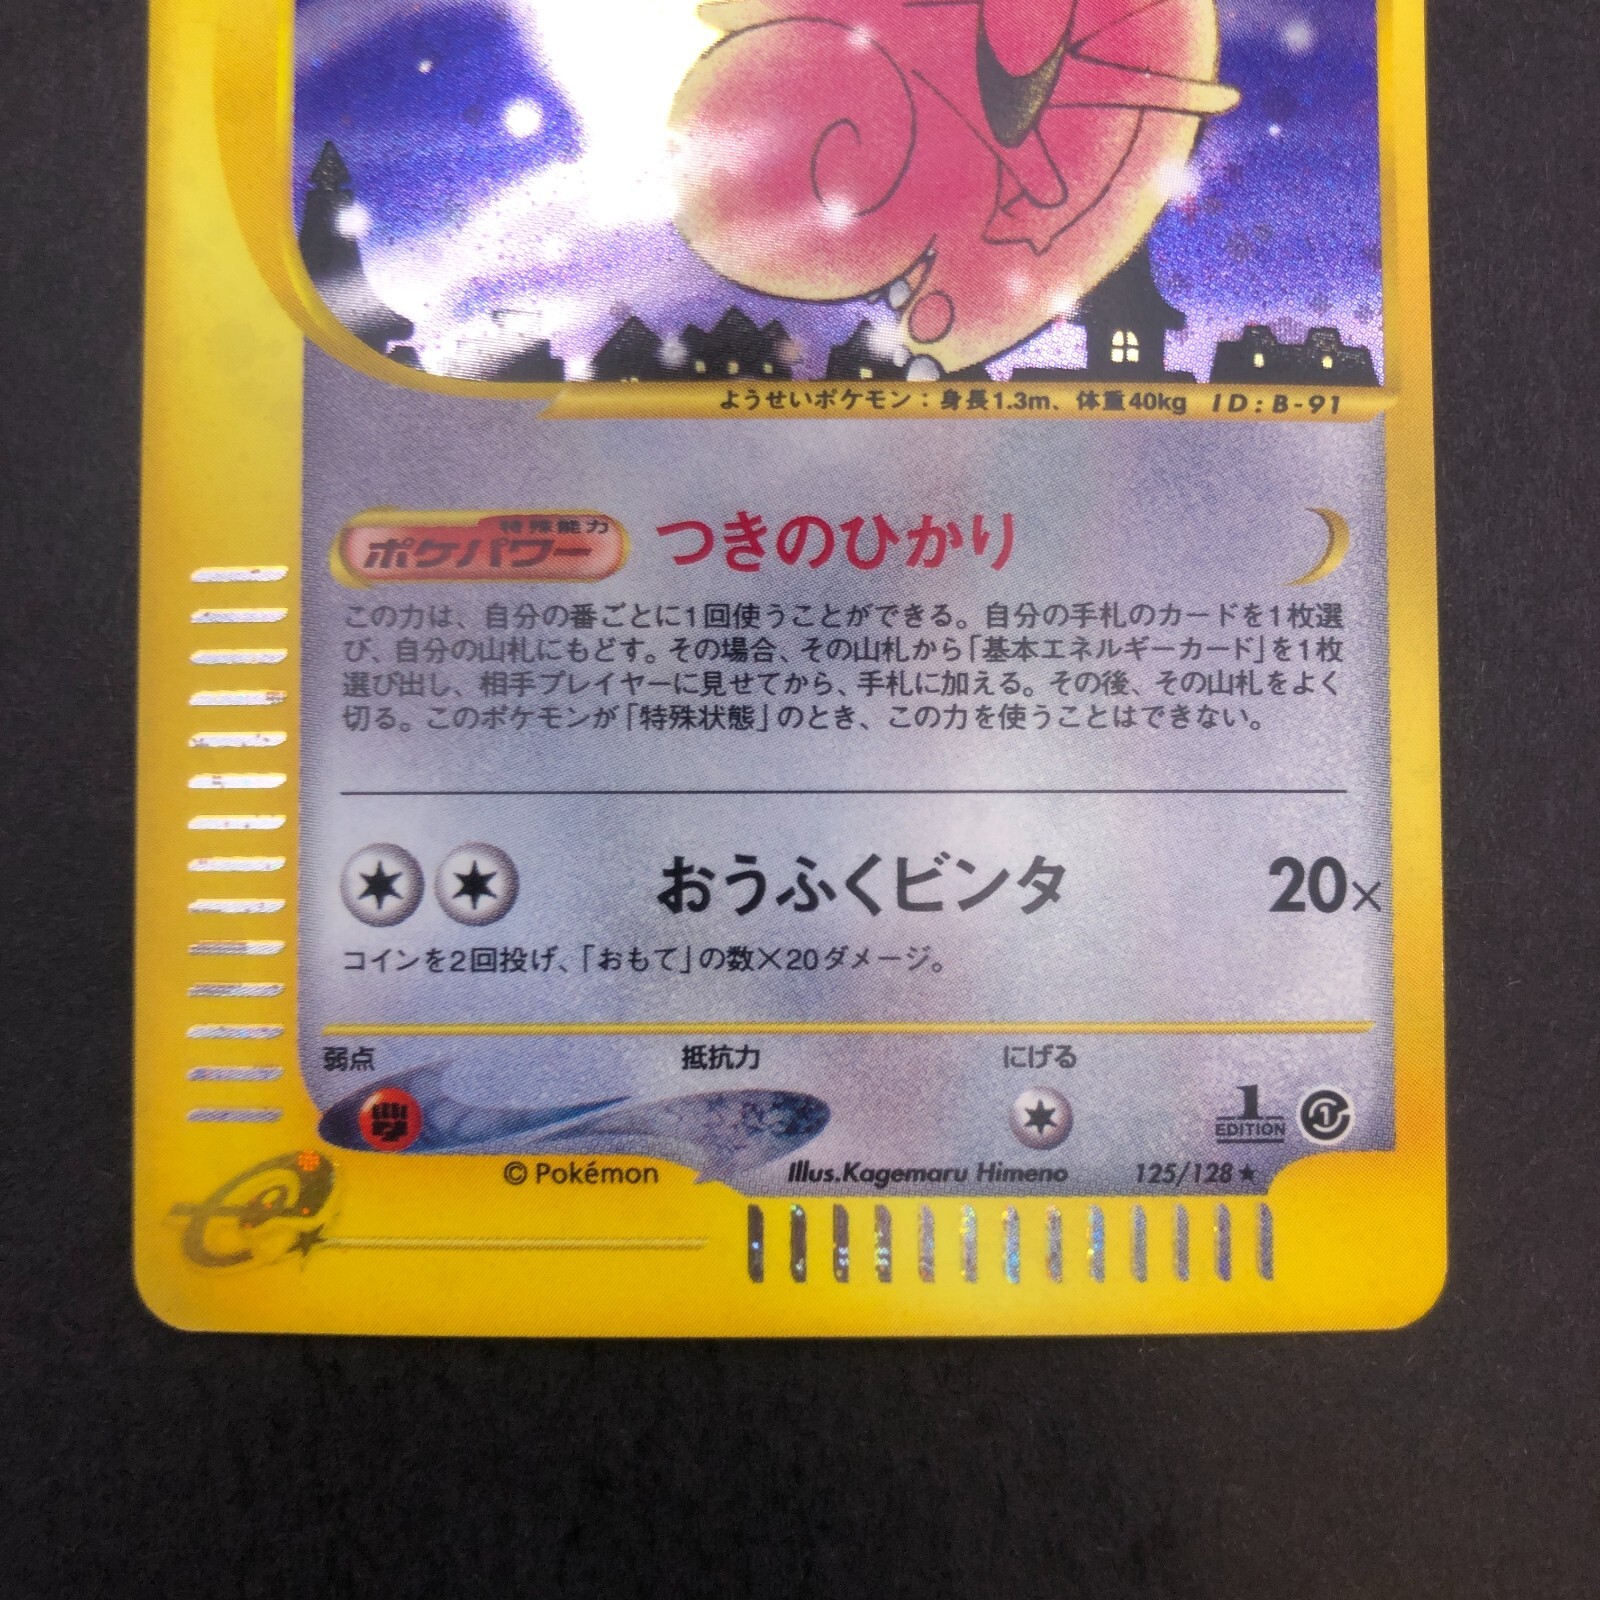 ようせいポケモン：身長1.3m、体重40kg ID:B-91
特殊能力
ポケパワー つきのひかり
この力は、自分の番ごとに1回使うことができる。自分の手札のカードを1枚選
び、自分の山札にもどす。その場合、その山札から「基本エネルギーカード」を1枚
選び出し、相手プレイヤーに見せてから、手札に加える。その後、その山札をよく
切る。このポケモンが「特殊状態」のとき、この力を使うことはできない。
おうふくビンタ 20×
コインを2回投げ、「おもて」の数×20ダメージ。
弱点 抵抗力 にげる
1
EDITION
© Pokémon Illus.Kagemaru Himeno 125/128 ★